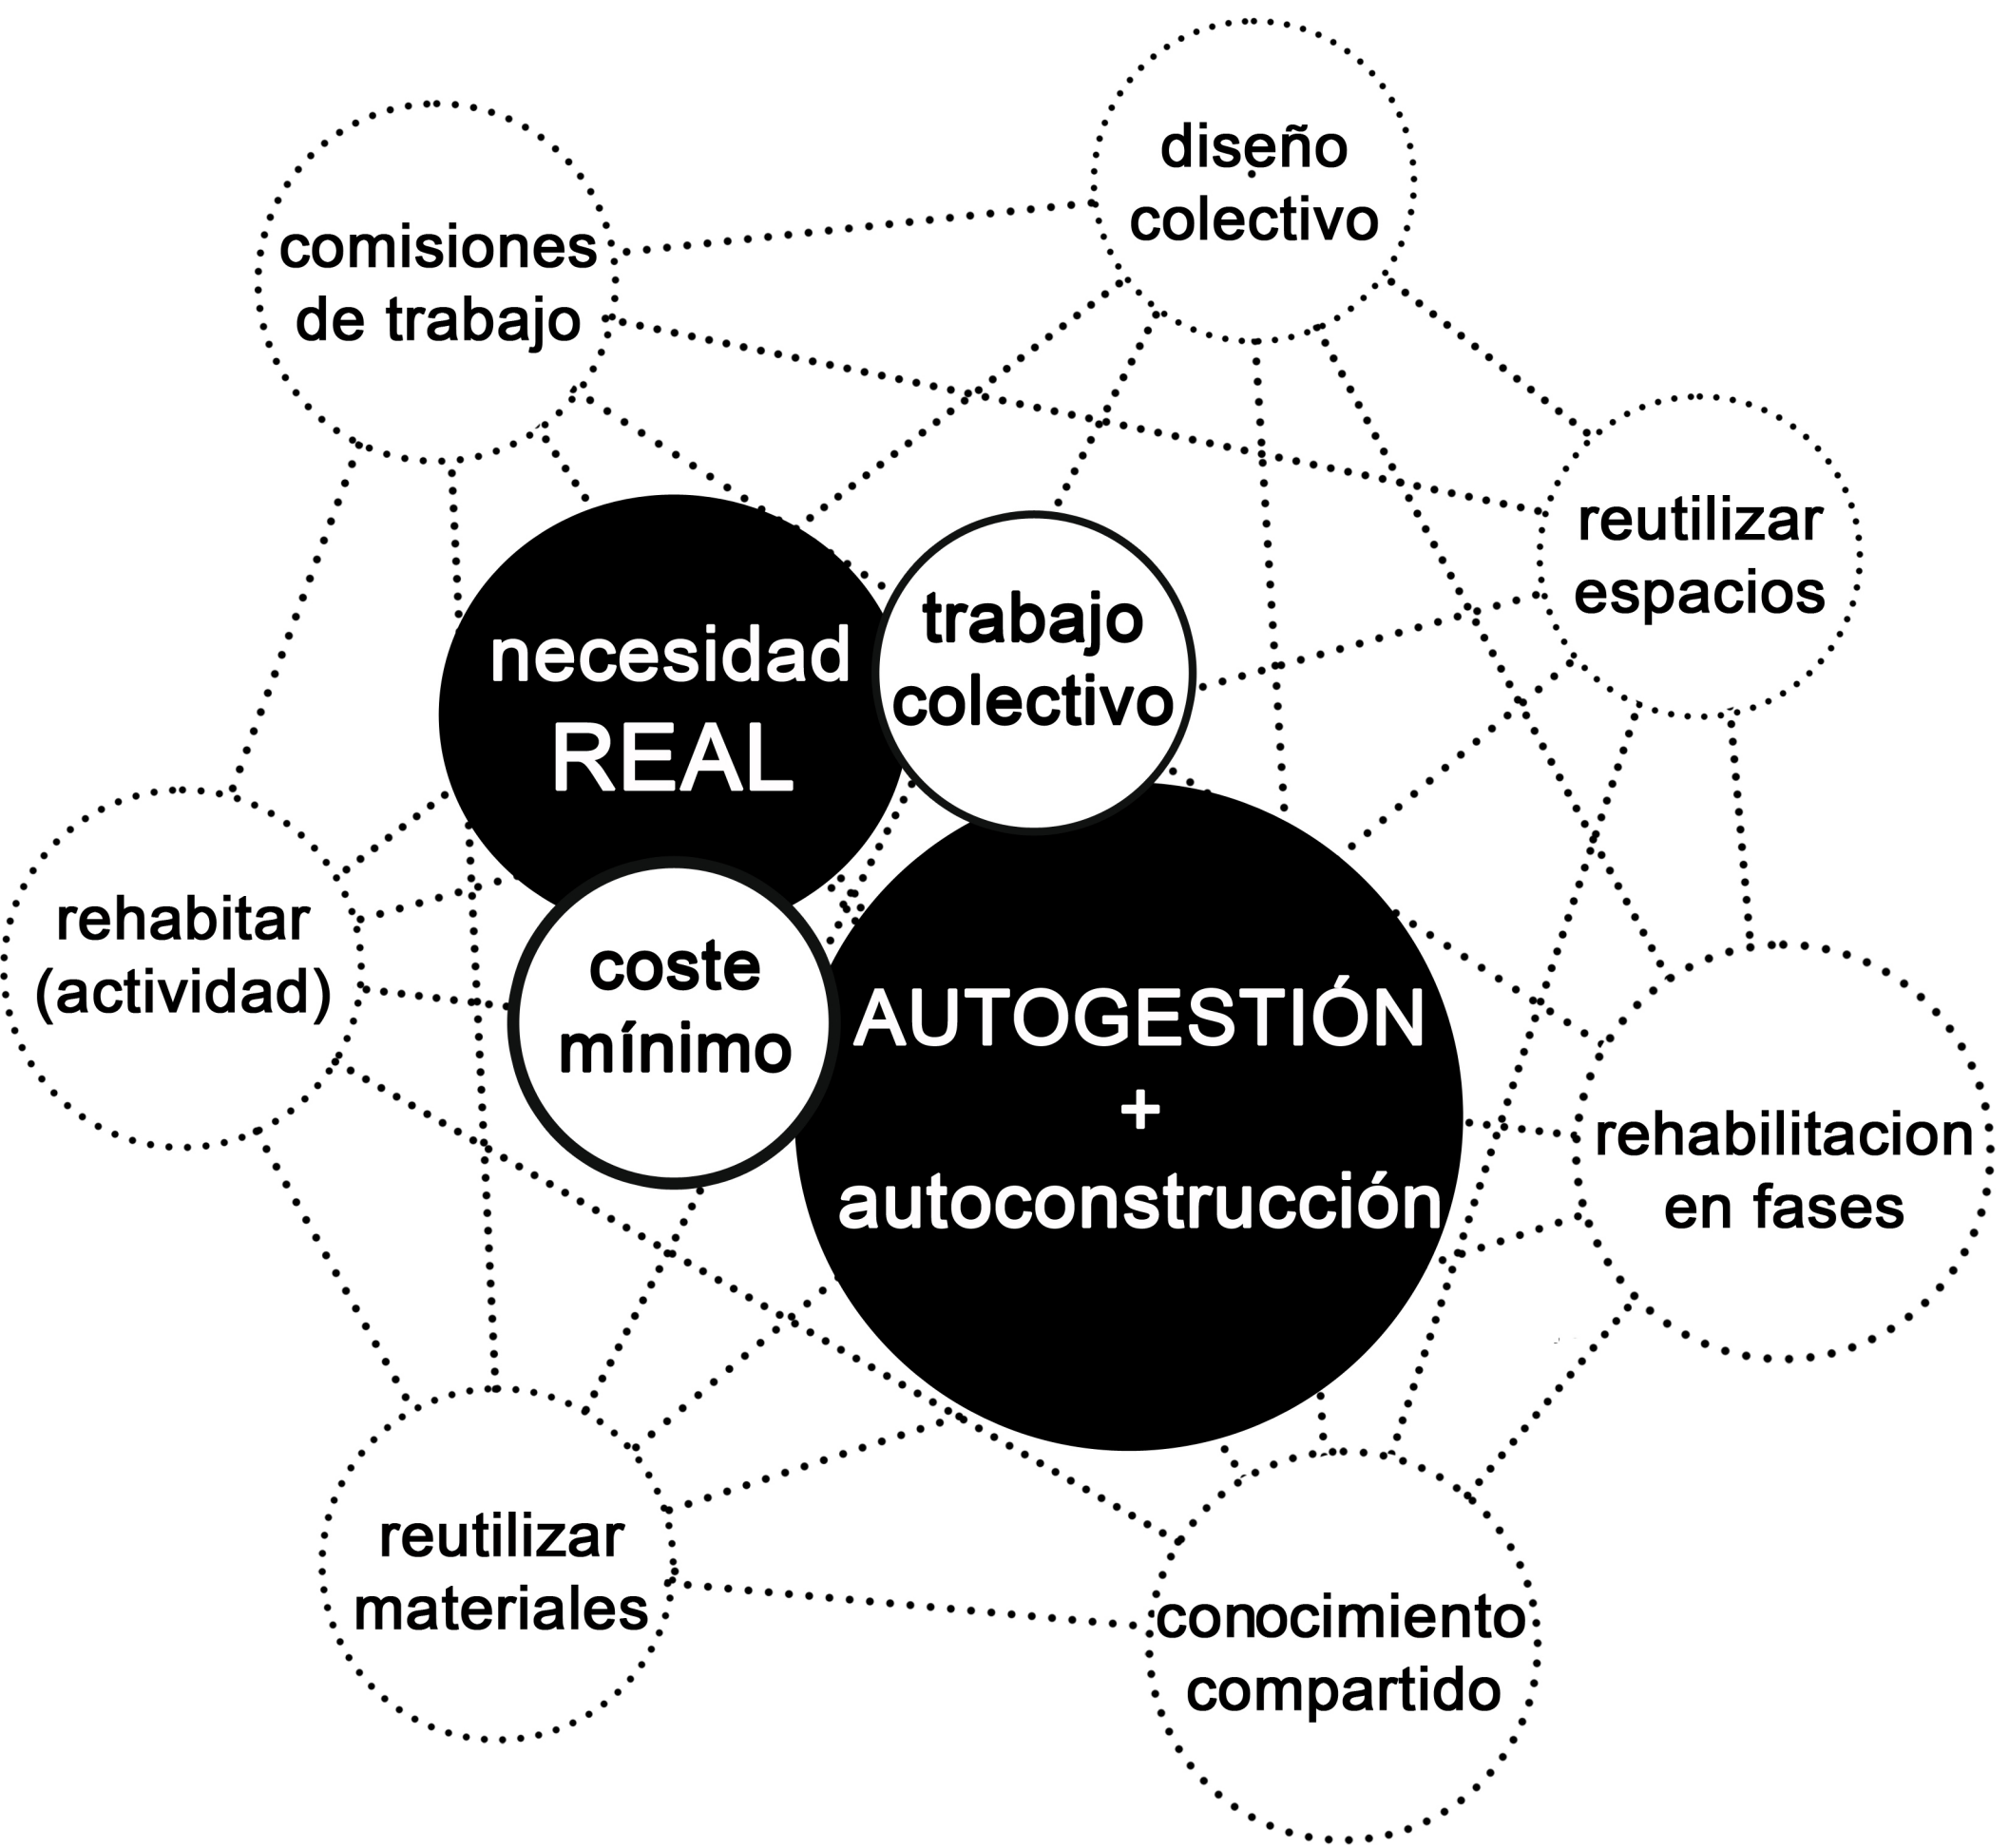 diseño
colectivo
comisiones
de trabajo
reutilizar
espacios
trabajo
colectivo
necesidad
REAL
rehabitar
(actividad)
coste
mínimo
AUTOGESTIÓN
+
autoconstrucción
rehabilitacion
en fases
reutilizar
materiales
conocimiento
compartido